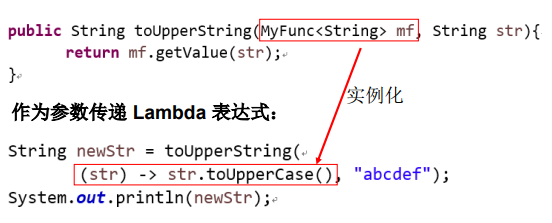 public String toUpperString(MyFunc<String> mf, String str){
return mf.getValue(str);
}
实例化
作为参数传递 Lambda 表达式：
String newStr = toUpperString(
(str) -> str.toUpperCase(), "abcdef");
System.out.println(newStr);